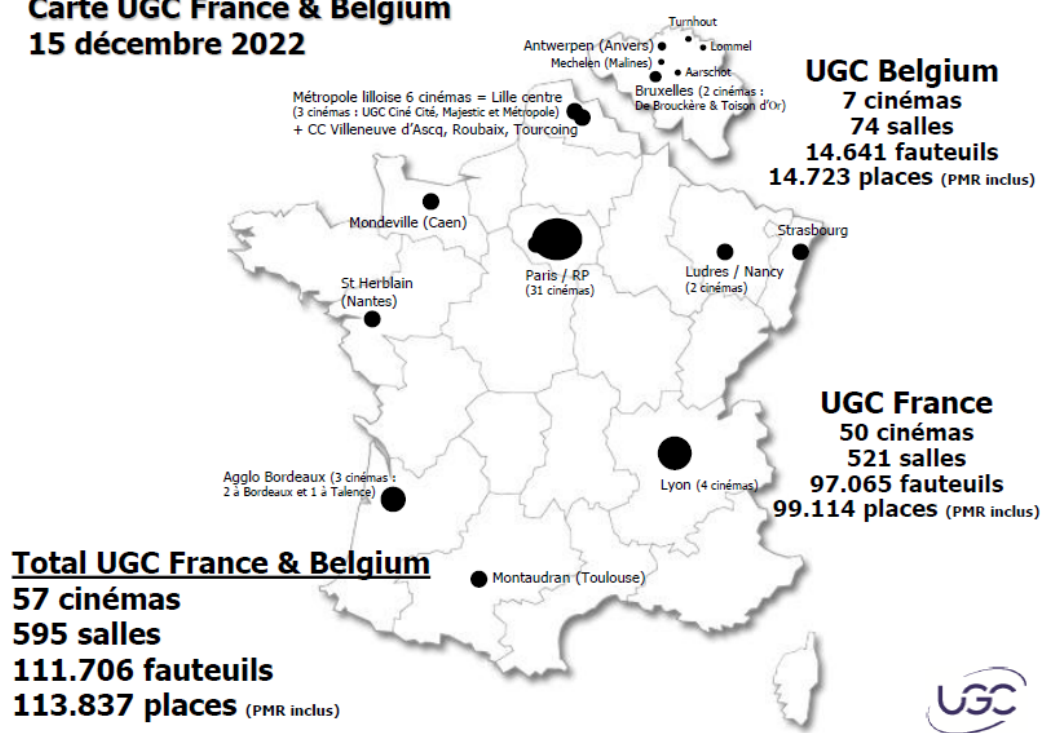 Carte UGC France & Belgium
15 décembre 2022
Turnhout
Antwerpen (Anvers)
Lommel
Mechelen (Malines)
Aarschot
Bruxelles (2 cinémas :
De Brouckère & Toison d'Or)
UGC Belgium
7 cinémas
74 salles
14.641 fauteuils
14.723 places (PMR inclus)
Métropole lilloise 6 cinémas = Lille centre
(3 cinémas : UGC Ciné Cité, Majestic et Métropole)
+ CC Villeneuve d'Ascq, Roubaix, Tourcoing
Mondeville (Caen)
Strasbourg
Paris / RP
(31 cinémas)
Ludres / Nancy
(2 cinémas)
St Herblain
(Nantes)
UGC France
50 cinémas
521 salles
97.065 fauteuils
99.114 places (PMR inclus)
Lyon (4 cinémas)
Agglo Bordeaux (3 cinémas :
2 à Bordeaux et 1 à Talence)
Montaudran (Toulouse)
Total UGC France & Belgium
57 cinémas
595 salles
111.706 fauteuils
113.837 places (PMR inclus)
UGC